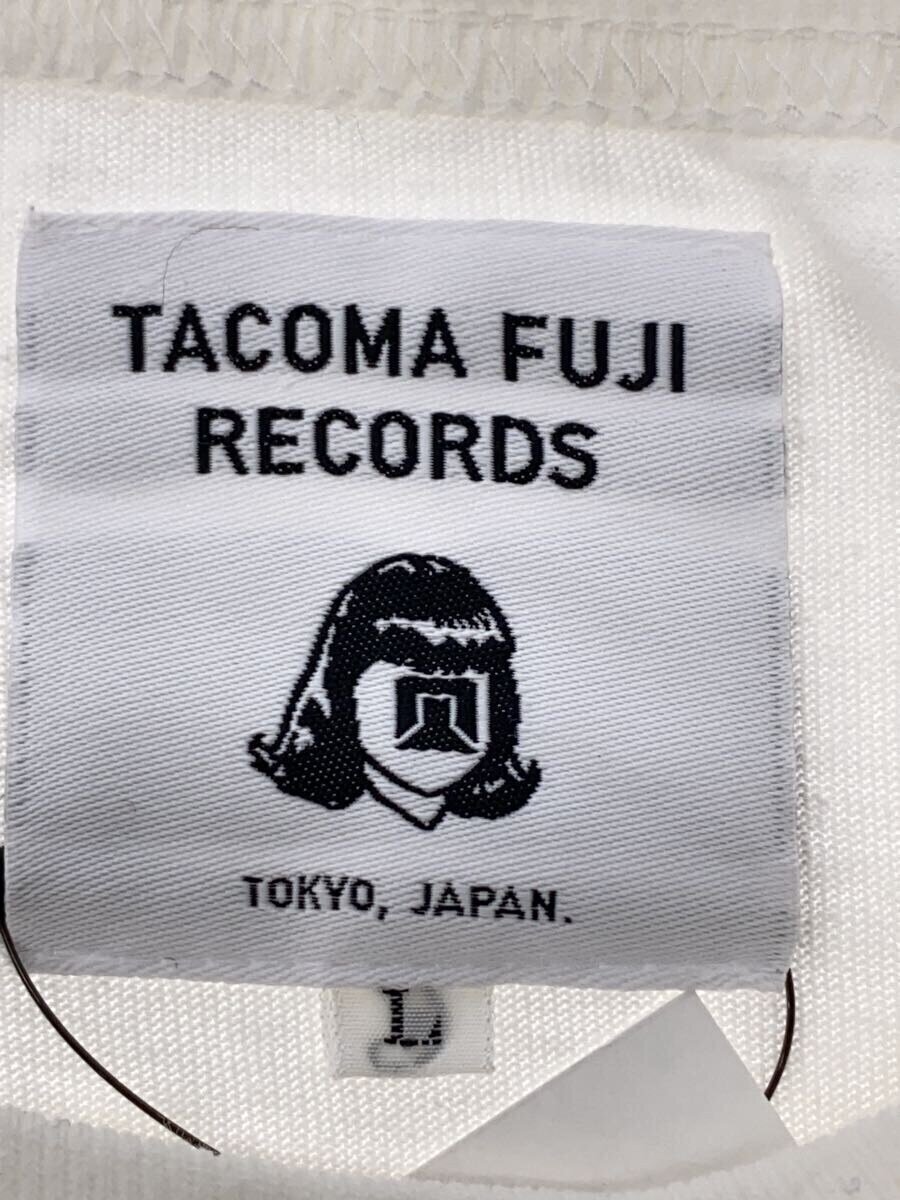 TACOMA FUJI
RECORDS
TOKYO, JAPAN.
L